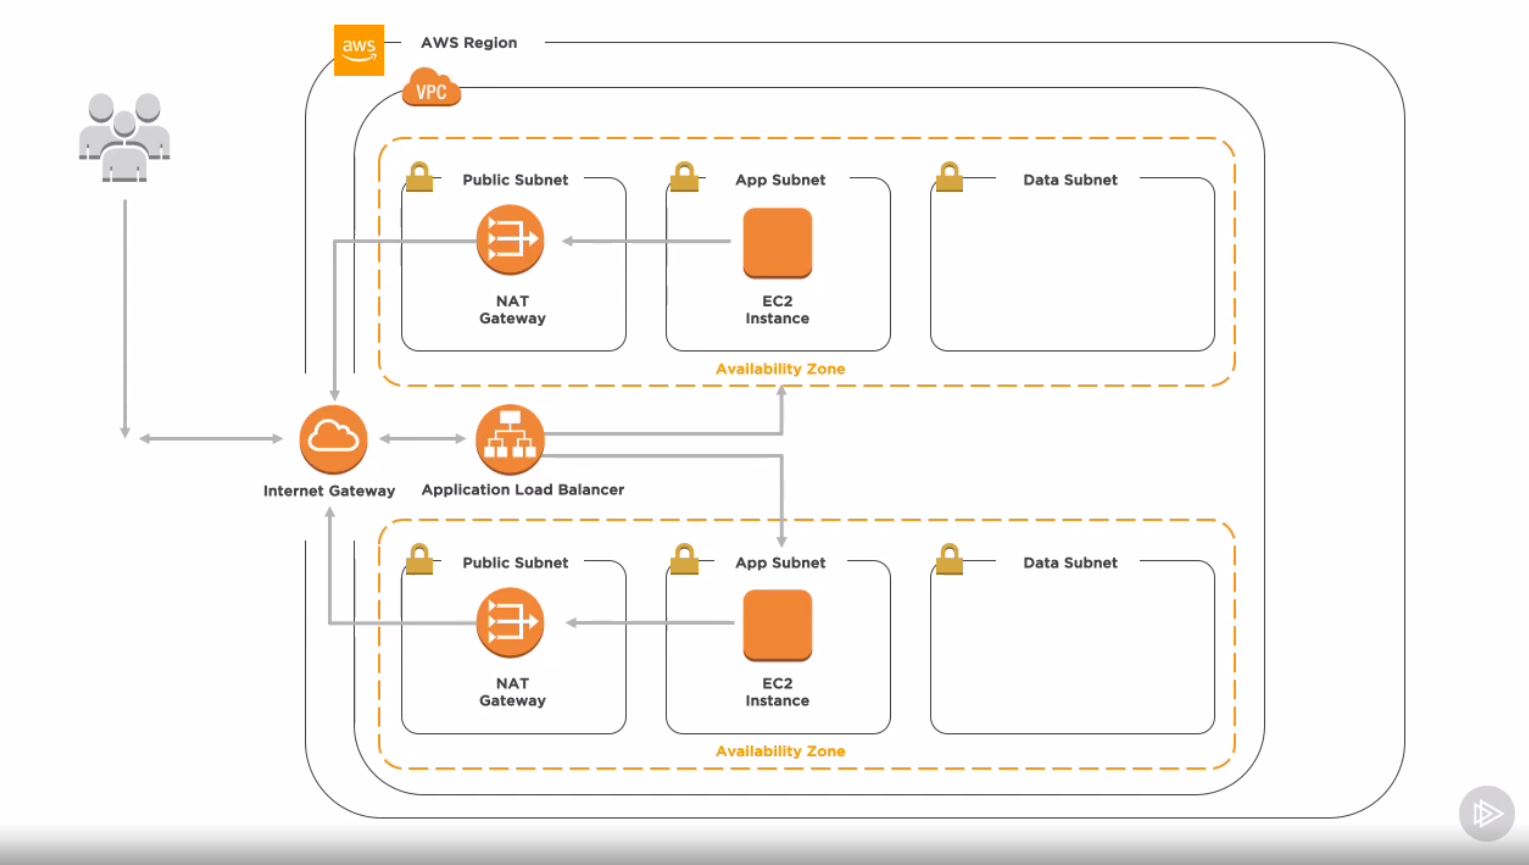 aws
AWS Region
VPC
Public Subnet
App Subnet
Data Subnet
NAT
Gateway
EC2
Instance
Availability Zone
Internet Gateway
Application Load Balancer
Public Subnet
App Subnet
Data Subnet
NAT
Gateway
EC2
Instance
Availability Zone